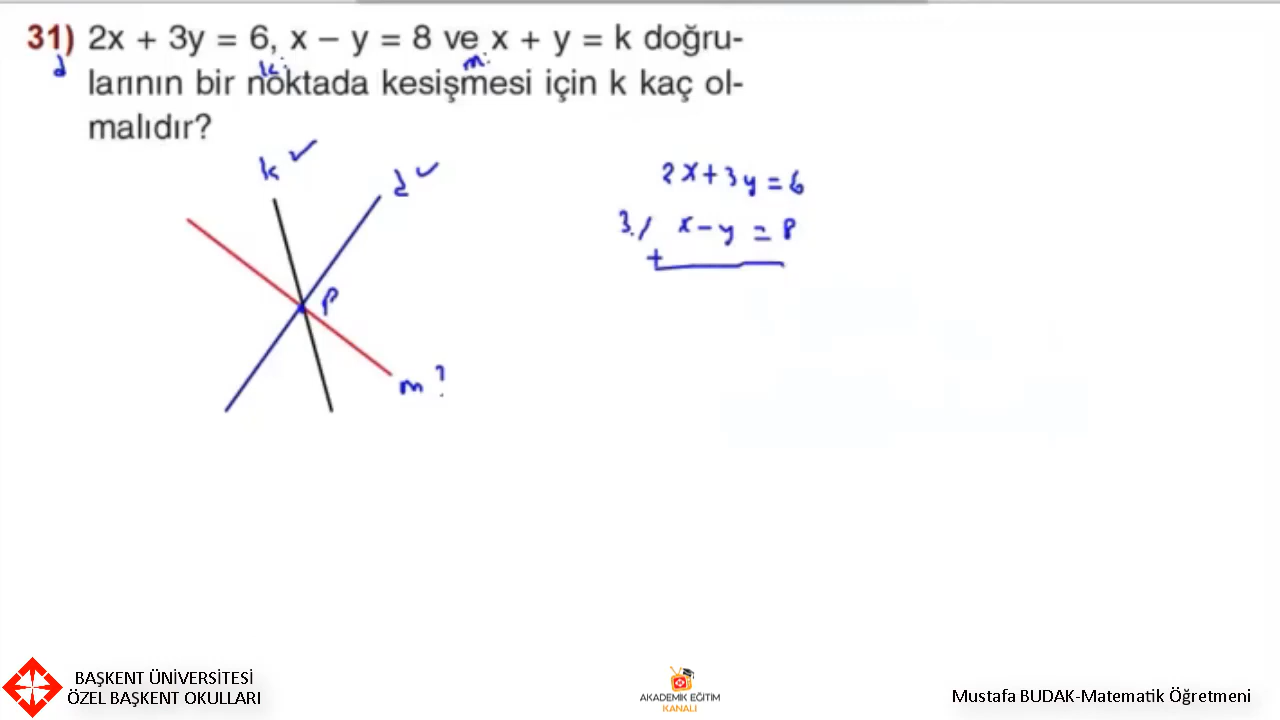 31) 2x + 3y = 6, x − y = 8 ve x + y = k doğru-
d k: m:
larının bir noktada kesişmesi için k kaç ol-
malıdır?
k ✓
d ✓
2x+3y=6
3./ x-y=8
+
P
m?
BAŞKENT ÜNİVERSİTESİ
ÖZEL BAŞKENT OKULLARI
AKADEMİK EĞİTİM
KANALI
Mustafa BUDAK-Matematik Öğretmeni